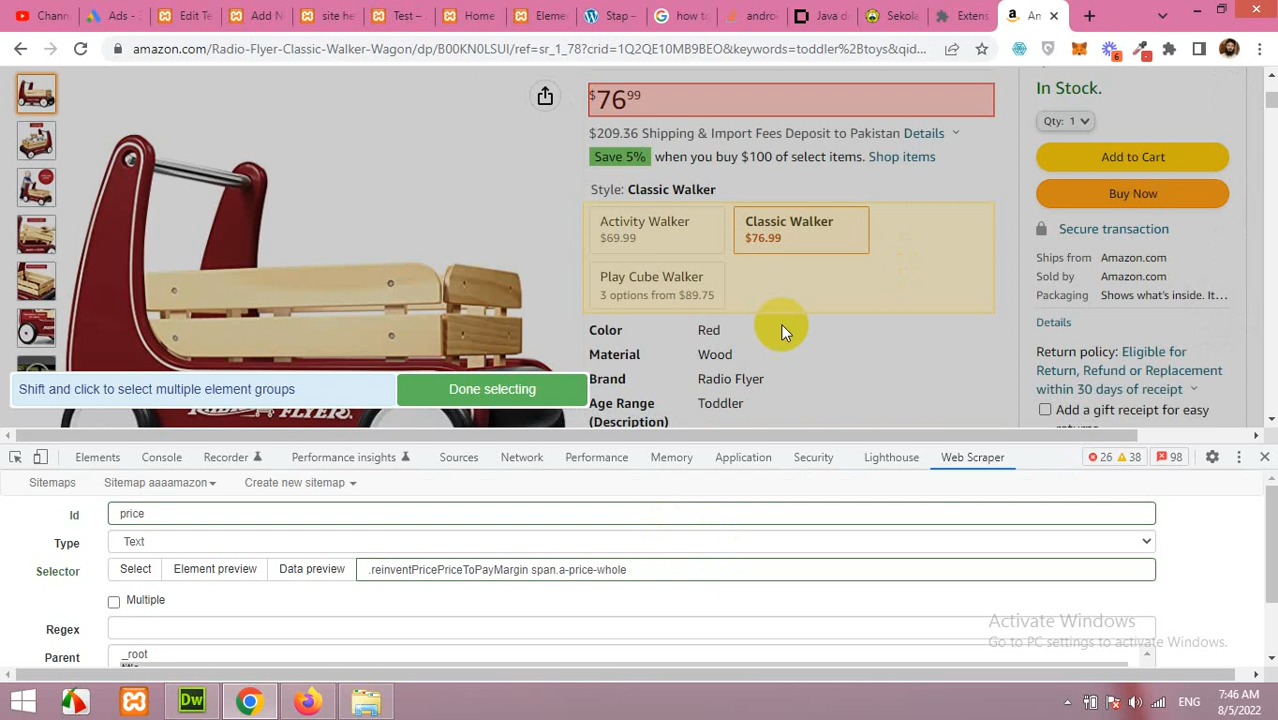 Chann
Ads -
Edit Te
Add N
site he
Test –
Home
Elemen
Stap –
how to
andro
Java d
Sekola
Extens
An
amazon.com/Radio-Flyer-Classic-Walker-Wagon/dp/B00KN0LSUI/ref=sr_1_78?crid=1Q2QE10MB9BEO&keywords=toddler%2Btoys&qid...
6
$76 99
$209.36 Shipping & Import Fees Deposit to Pakistan Details
Save 5% when you buy $100 of select items. Shop items
Style: Classic Walker
Activity Walker
$69.99
Classic Walker
$76.99
Play Cube Walker
3 options from $89.75
Color Red
Material Wood
Brand Radio Flyer
Age Range Toddler
(Description)
In Stock.
Qty: 1
Add to Cart
Buy Now
Secure transaction
Ships from Amazon.com
Sold by Amazon.com
Packaging Shows what's inside. It...
Details
Return policy: Eligible for
Return, Refund or Replacement
within 30 days of receipt
Add a gift receipt for easy
returns
RADIO FLYER
Shift and click to select multiple element groups
Done selecting
Elements Console Recorder Performance insights Sources Network Performance Memory Application Security Lighthouse Web Scraper 26 38 98
Sitemaps Sitemap aaaamazon Create new sitemap
Id price
Type Text
Selector Select Element preview Data preview .reinventPricePriceToPayMargin span.a-price-whole
Multiple
Regex
Parent _root
Activate Windows
Go to PC settings to activate Windows.
Dw
ENG
7:46 AM
8/5/2022